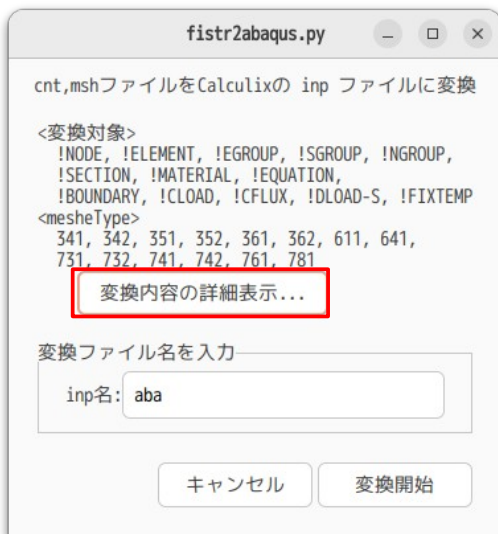 fistr2abaqus.py
cnt,mshファイルをCalculixの inp ファイルに変換
<変換対象>
!NODE, !ELEMENT, !EGROUP, !SGROUP, !NGROUP,
!SECTION, !MATERIAL, !EQUATION,
!BOUNDARY, !CLOAD, !CFLUX, !DLOAD-S, !FIXTEMP
<mesheType>
341, 342, 351, 352, 361, 362, 611, 641,
731, 732, 741, 742, 761, 781
変換内容の詳細表示...
変換ファイル名を入力
inp名: aba
キャンセル 変換開始